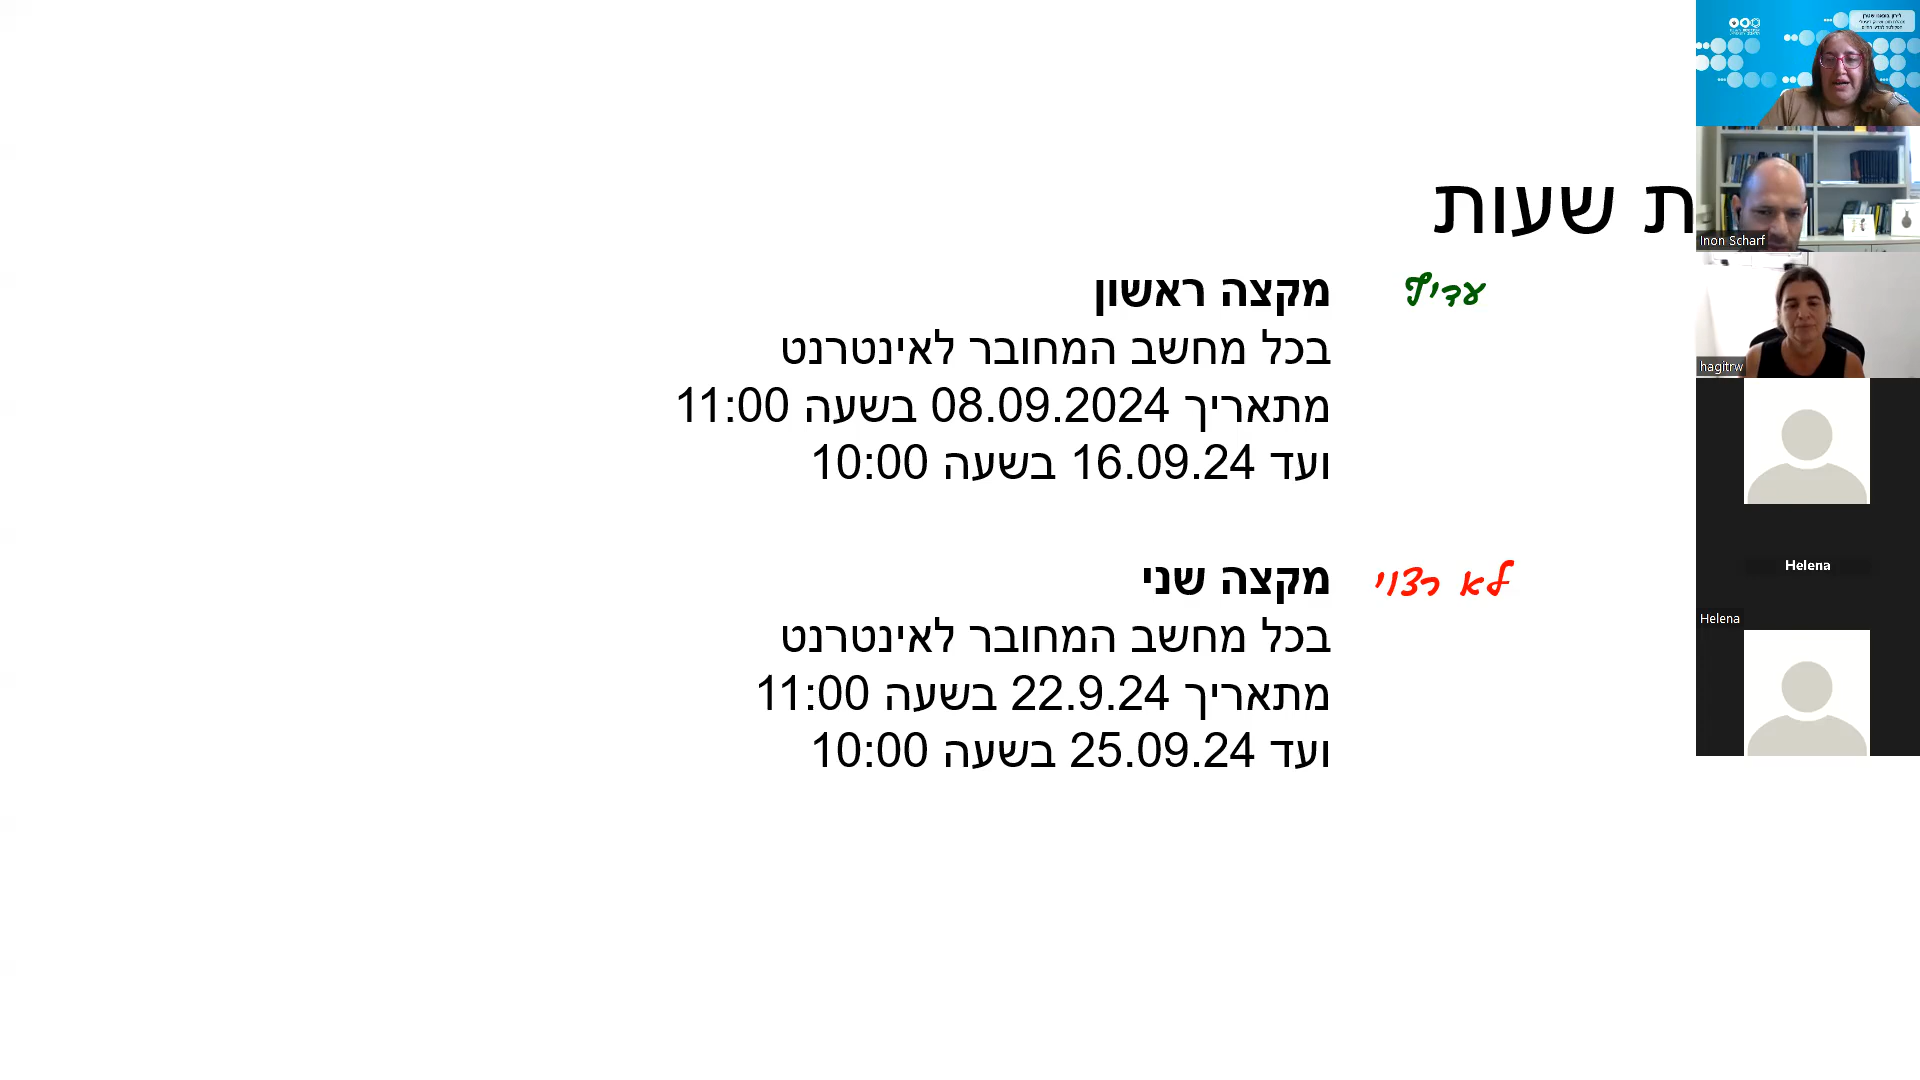 ת שעות
מקצה ראשון עדיף
בכל מחשב המחובר לאינטרנט
מתאריך 08.09.2024 בשעה 11:00
ועד 16.09.24 בשעה 10:00
מקצה שני לא רצוי
בכל מחשב המחובר לאינטרנט
מתאריך 22.9.24 בשעה 11:00
ועד 25.09.24 בשעה 10:00
Inon Scharf
hagitrw
Helena
Helena